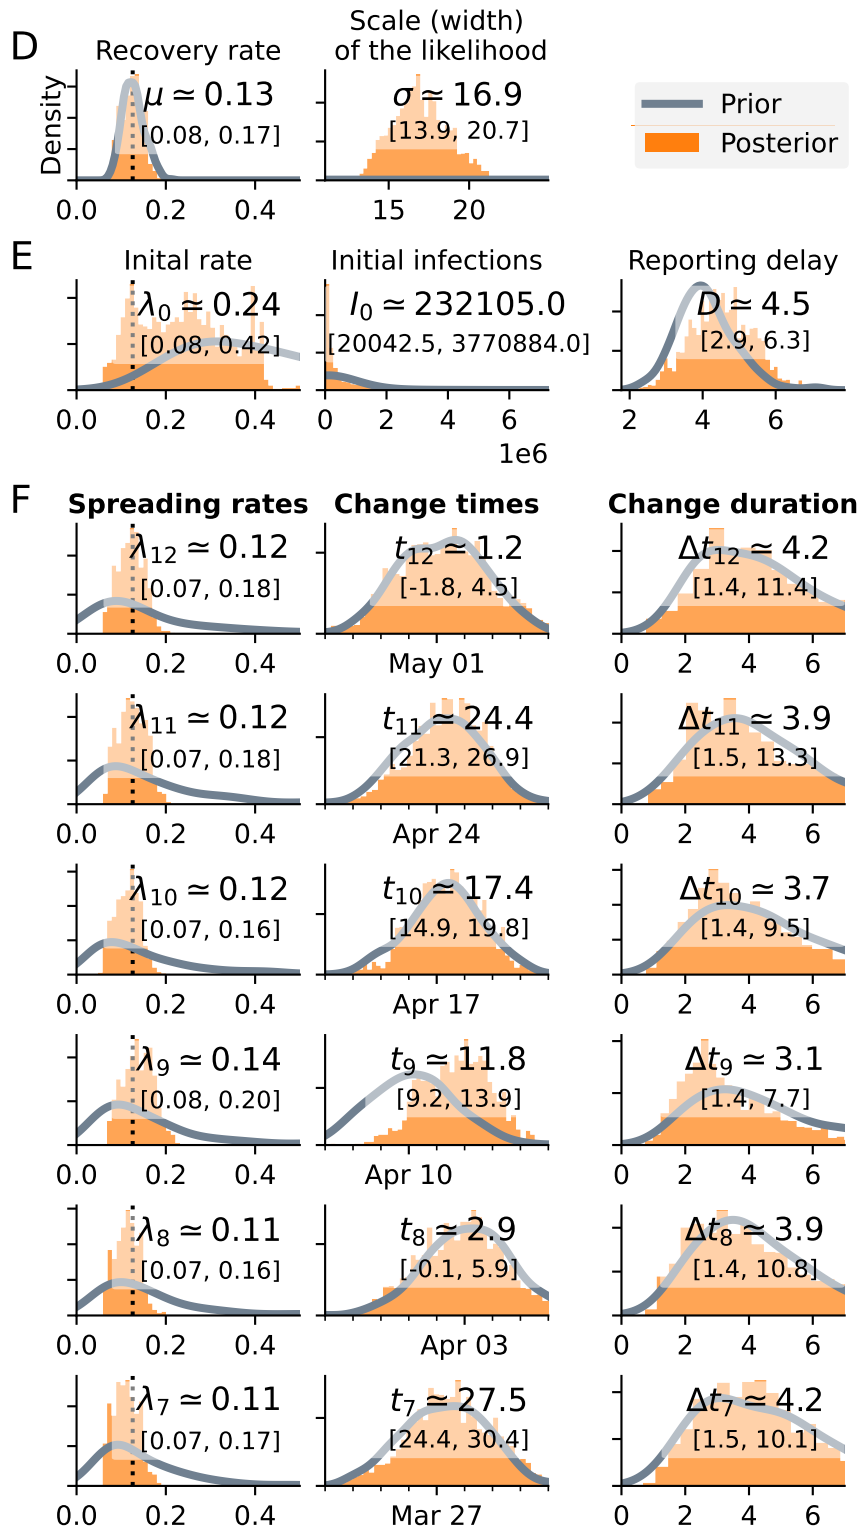 D
Recovery rate
Scale (width)
of the likelihood
Density
μ ≃ 0.13
[0.08, 0.17]
σ ≃ 16.9
[13.9, 20.7]
Prior
Posterior
0.0 0.2 0.4
15 20
E
Inital rate
Initial infections
Reporting delay
λ₀ ≃ 0.24
[0.08, 0.42]
I₀ ≃ 232105.0
[20042.5, 3770884.0]
D ≃ 4.5
[2.9, 6.3]
0.0 0.2 0.4
0 2 4 6
1e6
2 4 6
F
Spreading rates
Change times
Change duration
λ₁₂ ≃ 0.12
[0.07, 0.18]
t₁₂ ≃ 1.2
[-1.8, 4.5]
Δt₁₂ ≃ 4.2
[1.4, 11.4]
0.0 0.2 0.4
May 01
0 2 4 6
λ₁₁ ≃ 0.12
[0.07, 0.18]
t₁₁ ≃ 24.4
[21.3, 26.9]
Δt₁₁ ≃ 3.9
[1.5, 13.3]
0.0 0.2 0.4
Apr 24
0 2 4 6
λ₁₀ ≃ 0.12
[0.07, 0.16]
t₁₀ ≃ 17.4
[14.9, 19.8]
Δt₁₀ ≃ 3.7
[1.4, 9.5]
0.0 0.2 0.4
Apr 17
0 2 4 6
λ₉ ≃ 0.14
[0.08, 0.20]
t₉ ≃ 11.8
[9.2, 13.9]
Δt₉ ≃ 3.1
[1.4, 7.7]
0.0 0.2 0.4
Apr 10
0 2 4 6
λ₈ ≃ 0.11
[0.07, 0.16]
t₈ ≃ 2.9
[-0.1, 5.9]
Δt₈ ≃ 3.9
[1.4, 10.8]
0.0 0.2 0.4
Apr 03
0 2 4 6
λ₇ ≃ 0.11
[0.07, 0.17]
t₇ ≃ 27.5
[24.4, 30.4]
Δt₇ ≃ 4.2
[1.5, 10.1]
0.0 0.2 0.4
Mar 27
0 2 4 6